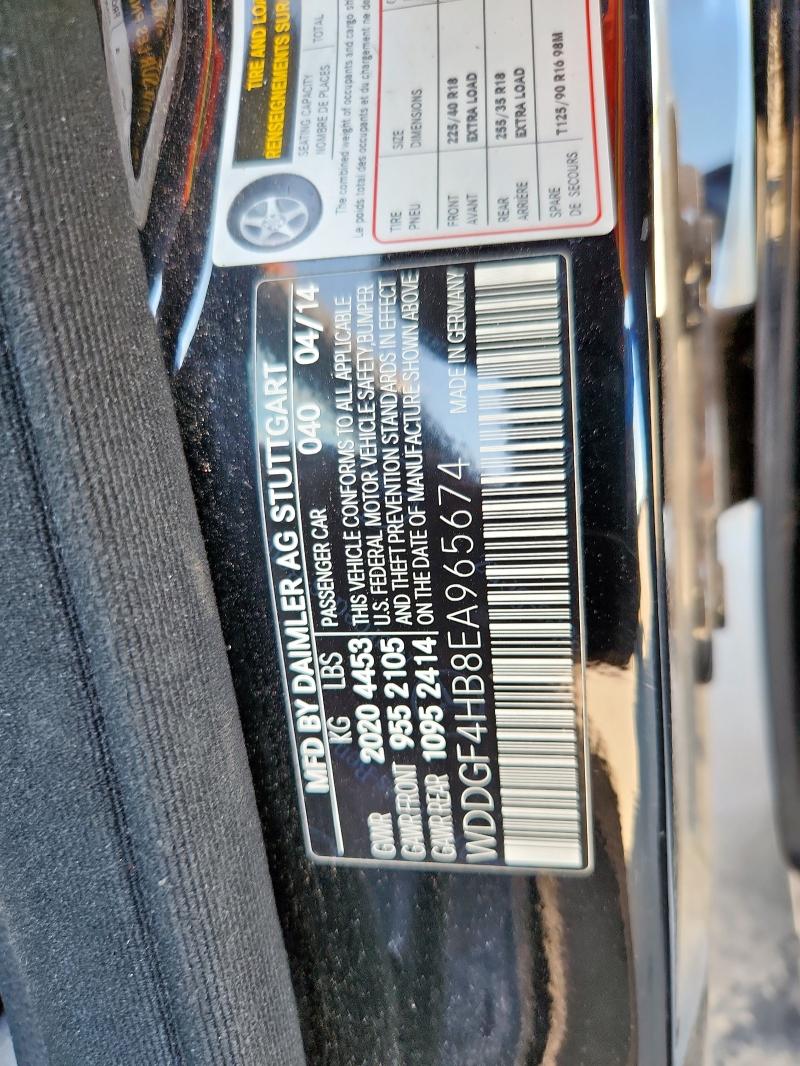 MFD BY DAIMLER AG STUTTGART
KG LBS PASSENGER CAR 040 04/14
GWR 2020 4453
GAWR FRONT 955 2105
GAWR REAR 1095 2414
THIS VEHICLE CONFORMS TO ALL APPLICABLE
U.S. FEDERAL MOTOR VEHICLE SAFETY, BUMPER
AND THEFT PREVENTION STANDARDS IN EFFECT
ON THE DATE OF MANUFACTURE SHOWN ABOVE
WDDGF4HB8EA965674 MADE IN GERMANY
TIRE AND LOA
RENSEIGNEMENTS SUR
SEATING CAPACITY
NOMBRE DE PLACES
TOTAL
The combined weight of occupants and cargo sh
Le poids total des occupants et du chargement ne de
TIRE SIZE
PNEU DIMENSIONS
FRONT 225/40 R18
AVANT EXTRA LOAD
REAR 255/35 R18
ARRIÈRE EXTRA LOAD
SPARE T125/90 R16 98M
DE SECOURS